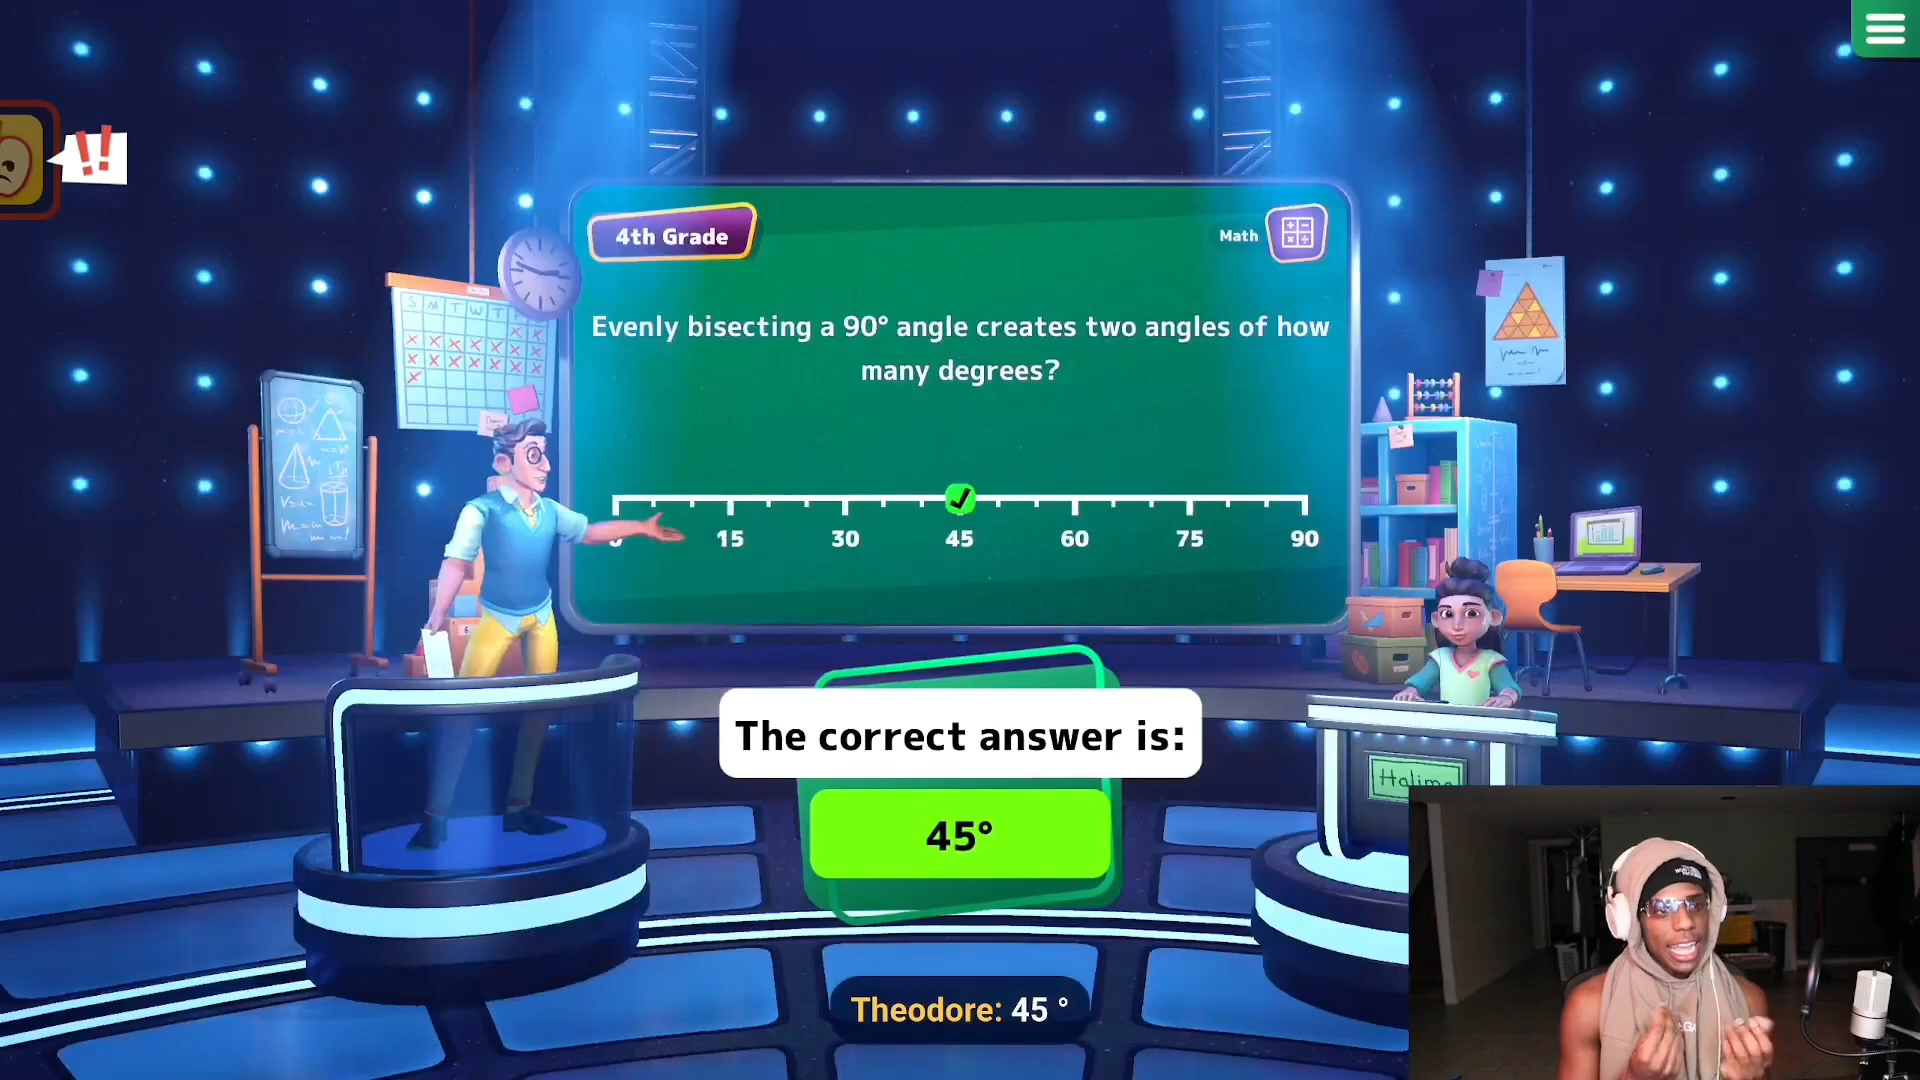 4th Grade
Math
Evenly bisecting a 90° angle creates two angles of how
many degrees?
15 30 45 60 75 90
S M T W T
The correct answer is:
45°
Theodore: 45 °